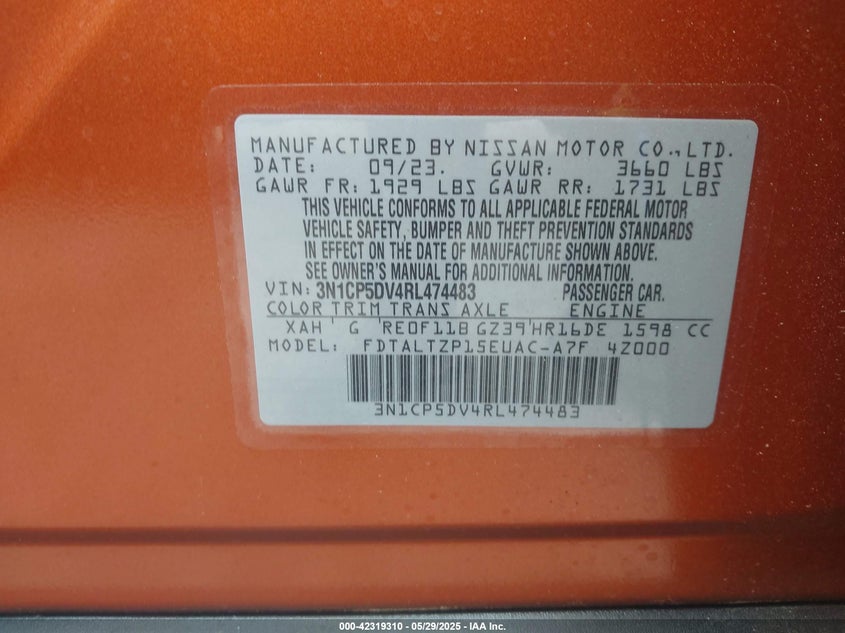 MANUFACTURED BY NISSAN MOTOR CO.,LTD.
DATE: 09/23. GVWR: 3660 LBS
GAWR FR: 1929 LBS GAWR RR: 1731 LBS
THIS VEHICLE CONFORMS TO ALL APPLICABLE FEDERAL MOTOR
VEHICLE SAFETY, BUMPER AND THEFT PREVENTION STANDARDS
IN EFFECT ON THE DATE OF MANUFACTURE SHOWN ABOVE.
SEE OWNER'S MANUAL FOR ADDITIONAL INFORMATION.
VIN: 3N1CP5DV4RL474483 PASSENGER CAR.
COLOR TRIM TRANS AXLE ENGINE
XAH G RE0F11B GZ39 HR16DE 1598 CC
MODEL: FDTALTZP15EUAC-A7F 4Z000
3N1CP5DV4RL474483
000-42319310 - 05/29/2025 - IAA Inc.